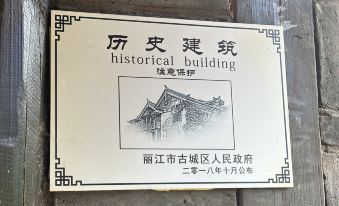 历史建筑
historical building
注意保护
丽江市古城区人民政府
二零一八年十月公布